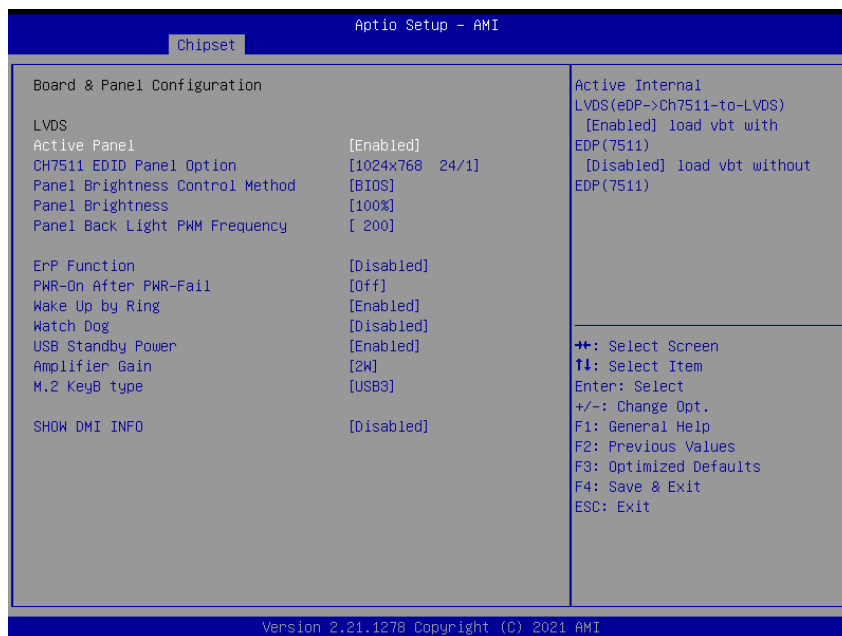 Aptio Setup – AMI
Chipset
Board & Panel Configuration
LVDS
Active Panel [Enabled]
CH7511 EDID Panel Option [1024x768 24/1]
Panel Brightness Control Method [BIOS]
Panel Brightness [100%]
Panel Back Light PWM Frequency [ 200]
ErP Function [Disabled]
PWR-On After PWR-Fail [Off]
Wake Up by Ring [Enabled]
Watch Dog [Disabled]
USB Standby Power [Enabled]
Amplifier Gain [2W]
M.2 KeyB type [USB3]
SHOW DMI INFO [Disabled]
Active Internal
LVDS(eDP->Ch7511-to-LVDS)
[Enabled] load vbt with
EDP(7511)
[Disabled] load vbt without
EDP(7511)
→←: Select Screen
↑↓: Select Item
Enter: Select
+/-: Change Opt.
F1: General Help
F2: Previous Values
F3: Optimized Defaults
F4: Save & Exit
ESC: Exit
Version 2.21.1278 Copyright (C) 2021 AMI